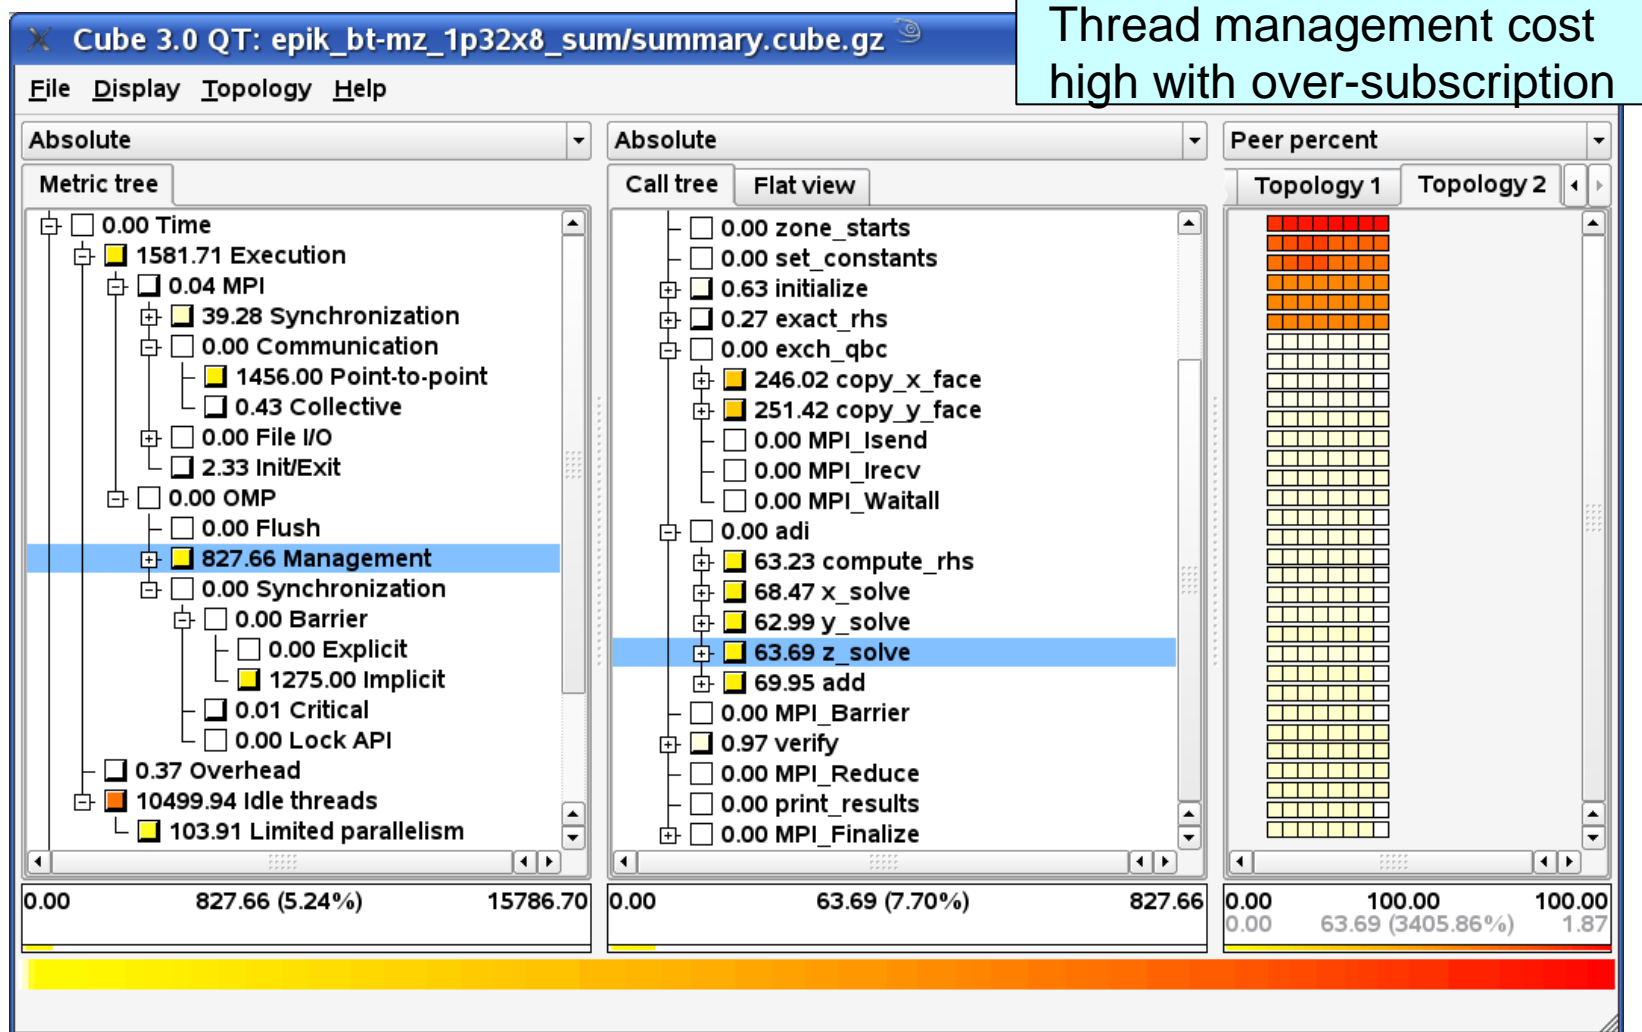 Thread management cost
high with over-subscription
Cube 3.0 QT: epik_bt-mz_1p32x8_sum/summary.cube.gz
File Display Topology Help
Absolute
Metric tree
0.00 Time
1581.71 Execution
0.04 MPI
39.28 Synchronization
0.00 Communication
1456.00 Point-to-point
0.43 Collective
0.00 File I/O
2.33 Init/Exit
0.00 OMP
0.00 Flush
827.66 Management
0.00 Synchronization
0.00 Barrier
0.00 Explicit
1275.00 Implicit
0.01 Critical
0.00 Lock API
0.37 Overhead
10499.94 Idle threads
103.91 Limited parallelism
0.00 827.66 (5.24%) 15786.70
Absolute
Call tree Flat view
0.00 zone_starts
0.00 set_constants
0.63 initialize
0.27 exact_rhs
0.00 exch_qbc
246.02 copy_x_face
251.42 copy_y_face
0.00 MPI_Isend
0.00 MPI_Irecv
0.00 MPI_Waitall
0.00 adi
63.23 compute_rhs
68.47 x_solve
62.99 y_solve
63.69 z_solve
69.95 add
0.00 MPI_Barrier
0.97 verify
0.00 MPI_Reduce
0.00 print_results
0.00 MPI_Finalize
0.00 63.69 (7.70%) 827.66
Peer percent
Topology 1 Topology 2
0.00 100.00 100.00
0.00 63.69 (3405.86%) 1.87